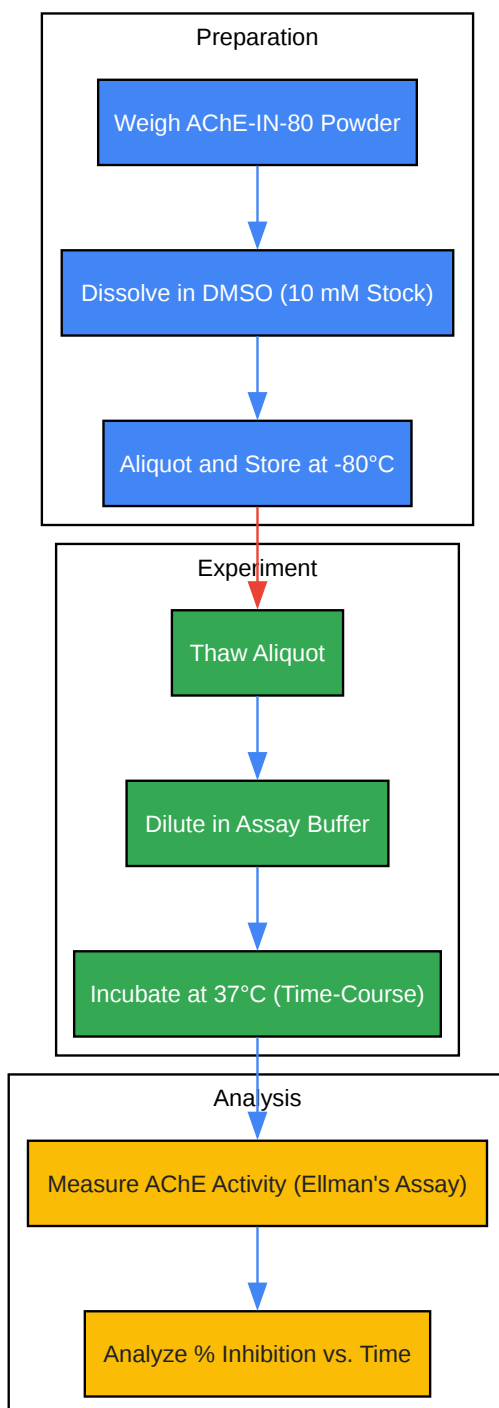 Preparation
Weigh AChE-IN-80 Powder
Dissolve in DMSO (10 mM Stock)
Aliquot and Store at -80°C
Experiment
Thaw Aliquot
Dilute in Assay Buffer
Incubate at 37°C (Time-Course)
Analysis
Measure AChE Activity (Ellman's Assay)
Analyze % Inhibition vs. Time